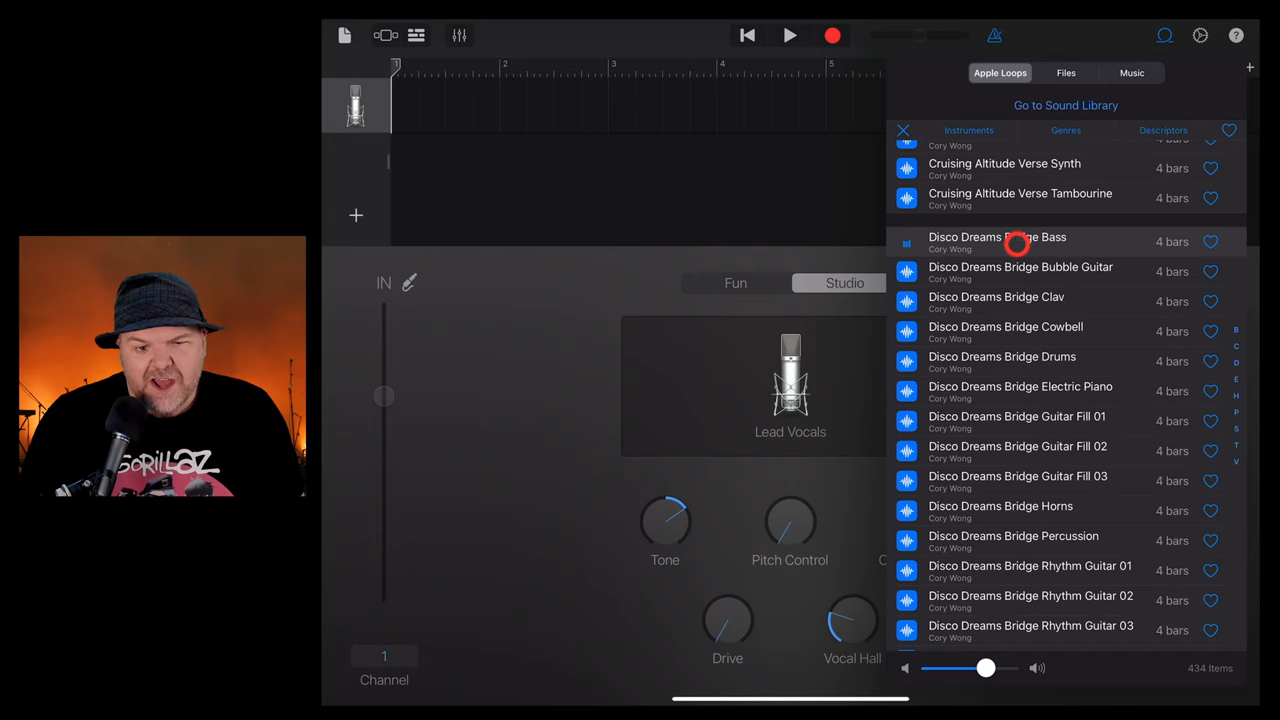 1
2
3
4
5
Apple Loops
Files
Music
Go to Sound Library
Instruments
Genres
Descriptors
Cory Wong
Cruising Altitude Verse Synth
Cory Wong
4 bars
Cruising Altitude Verse Tambourine
Cory Wong
4 bars
Disco Dreams Bridge Bass
Cory Wong
4 bars
Disco Dreams Bridge Bubble Guitar
Cory Wong
4 bars
Disco Dreams Bridge Clav
Cory Wong
4 bars
Disco Dreams Bridge Cowbell
Cory Wong
4 bars
Disco Dreams Bridge Drums
Cory Wong
4 bars
Disco Dreams Bridge Electric Piano
Cory Wong
4 bars
Disco Dreams Bridge Guitar Fill 01
Cory Wong
4 bars
Disco Dreams Bridge Guitar Fill 02
Cory Wong
4 bars
Disco Dreams Bridge Guitar Fill 03
Cory Wong
4 bars
Disco Dreams Bridge Horns
Cory Wong
4 bars
Disco Dreams Bridge Percussion
Cory Wong
4 bars
Disco Dreams Bridge Rhythm Guitar 01
Cory Wong
4 bars
Disco Dreams Bridge Rhythm Guitar 02
Cory Wong
4 bars
Disco Dreams Bridge Rhythm Guitar 03
Cory Wong
4 bars
B
C
D
E
H
P
S
T
V
434 Items
IN
Fun
Studio
Lead Vocals
Tone
Pitch Control
Drive
Vocal Hall
1
Channel
GORILLAZ